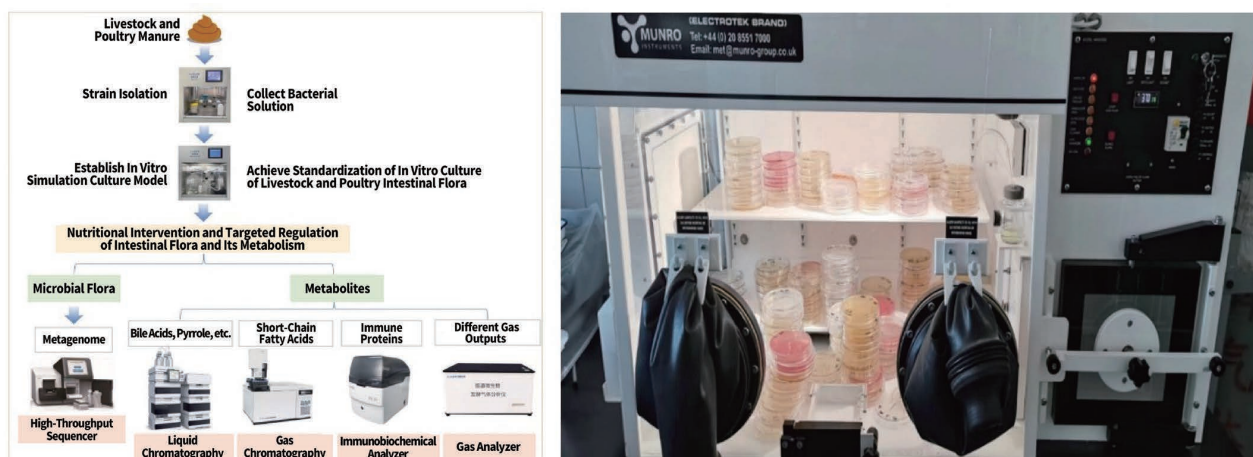 Livestock and
Poultry Manure
Strain Isolation
Collect Bacterial
Solution
Establish In Vitro
Simulation Culture Model
Achieve Standardization of In Vitro Culture
of Livestock and Poultry Intestinal Flora
Nutritional Intervention and Targeted Regulation
of Intestinal Flora and Its Metabolism
Microbial Flora
Metabolites
Metagenome
Bile Acids, Pyrrole, etc.
Short-Chain
Fatty Acids
Immune
Proteins
Different Gas
Outputs
High-Throughput
Sequencer
Liquid
Chromatography
Gas
Chromatography
Immunobiochemical
Analyzer
Gas Analyzer
MUNRO
INSTRUMENTS
(ELECTROTEK BRAND)
Tel: +44 (0) 20 8551 7000
Email: met@munro-group.co.uk